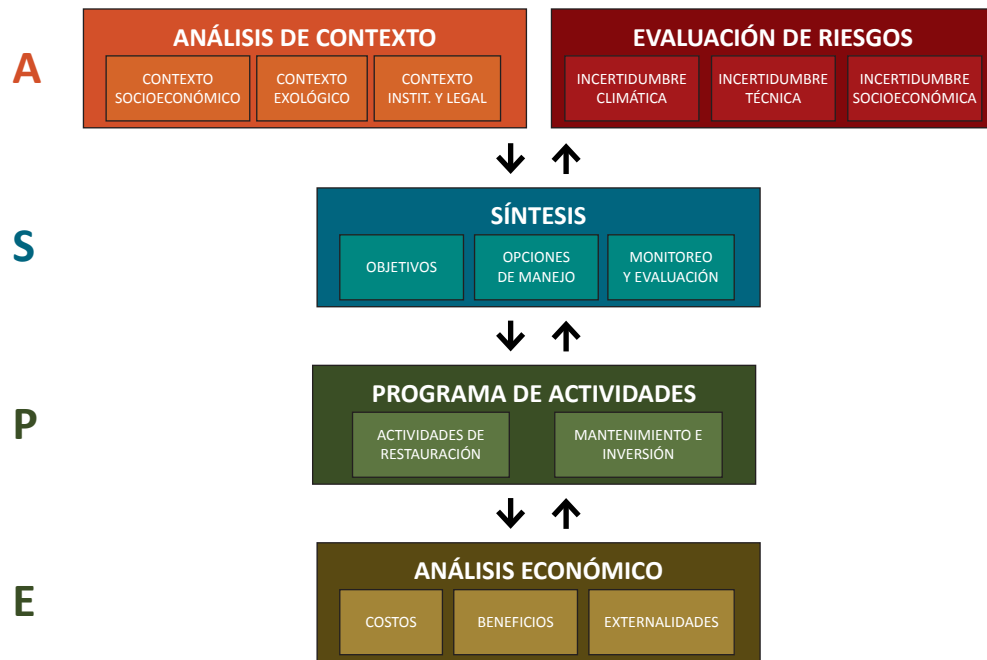 A
ANÁLISIS DE CONTEXTO
CONTEXTO
SOCIOECONÓMICO
CONTEXTO
EXOLÓGICO
CONTEXTO
INSTIT. Y LEGAL
EVALUACIÓN DE RIESGOS
INCERTIDUMBRE
CLIMÁTICA
INCERTIDUMBRE
TÉCNICA
INCERTIDUMBRE
SOCIOECONÓMICA
S
SÍNTESIS
OBJETIVOS
OPCIONES
DE MANEJO
MONITOREO
Y EVALUACIÓN
P
PROGRAMA DE ACTIVIDADES
ACTIVIDADES DE
RESTAURACIÓN
MANTENIMIENTO E
INVERSIÓN
E
ANÁLISIS ECONÓMICO
COSTOS
BENEFICIOS
EXTERNALIDADES